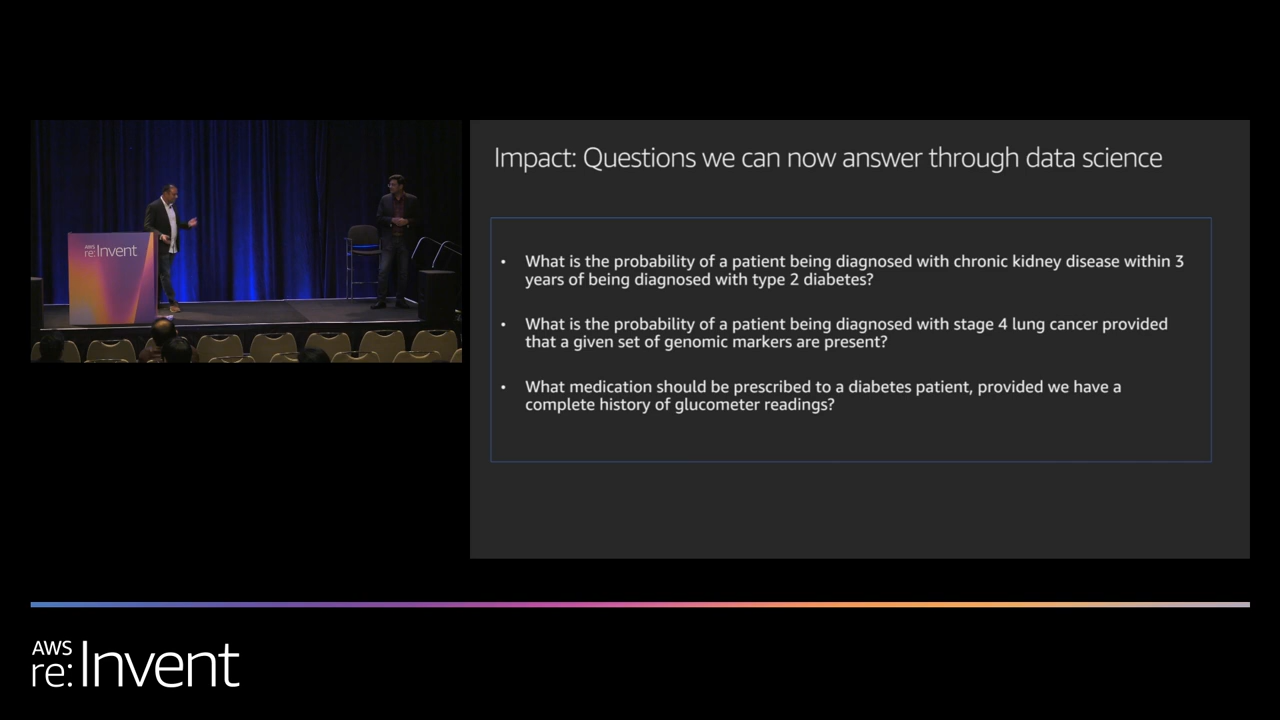 AWS
re:Invent
Impact: Questions we can now answer through data science
• What is the probability of a patient being diagnosed with chronic kidney disease within 3
years of being diagnosed with type 2 diabetes?
• What is the probability of a patient being diagnosed with stage 4 lung cancer provided
that a given set of genomic markers are present?
• What medication should be prescribed to a diabetes patient, provided we have a
complete history of glucometer readings?
AWS
re:Invent